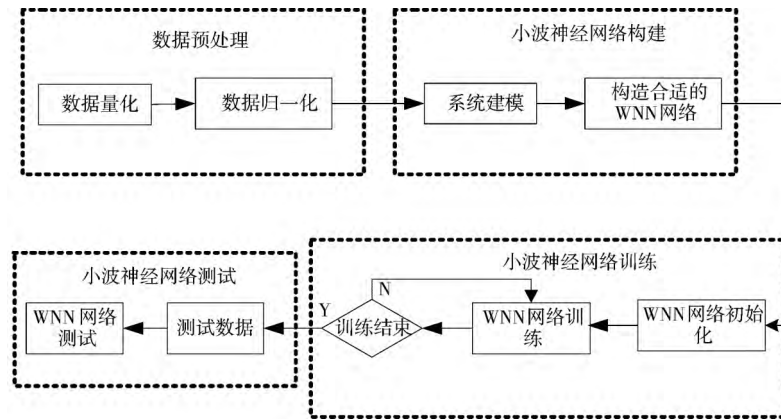 数据预处理
数据量化
数据归一化
小波神经网络构建
系统建模
构造合适的
WNN网络
小波神经网络测试
WNN网络
测试
测试数据
小波神经网络训练
Y
N
训练结束
WNN网络训
练
WNN网络初始
化